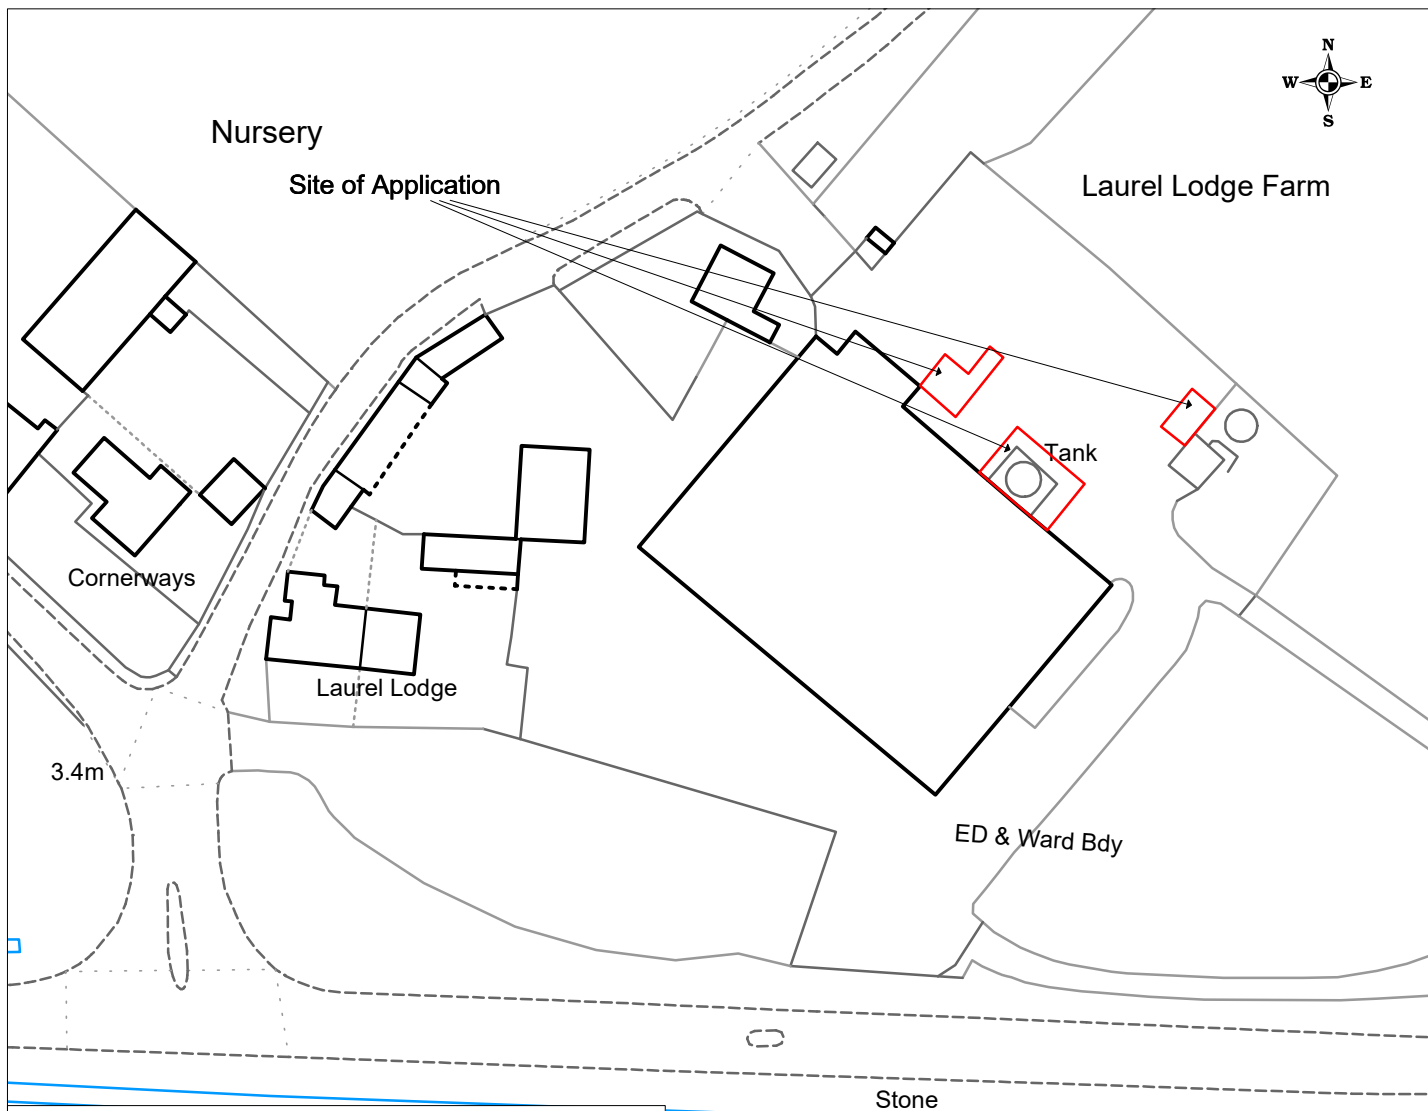 N
W E
S
Nursery
Site of Application
Laurel Lodge Farm
Tank
Cornerways
Laurel Lodge
3.4m
ED & Ward Bdy
Stone